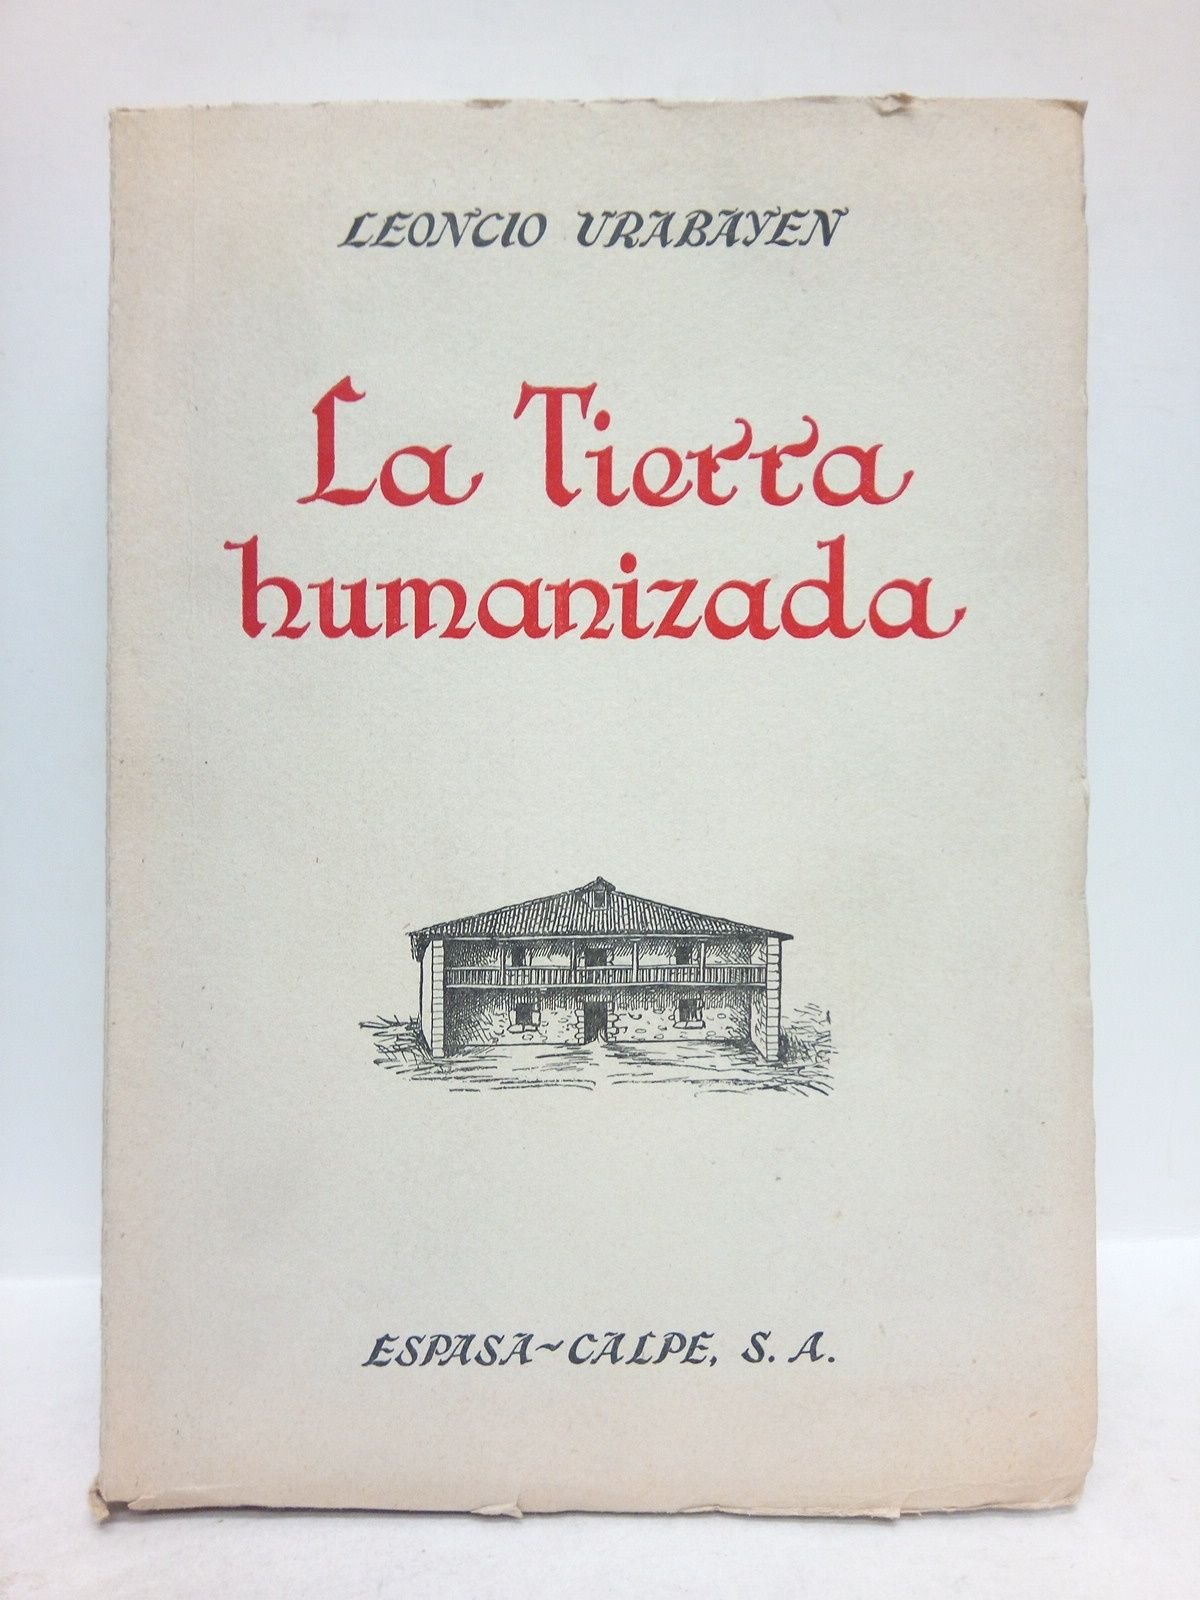 LEONCIO URABAYEN
La Tierra
humanizada
ESPASA~CALPE, S. A.